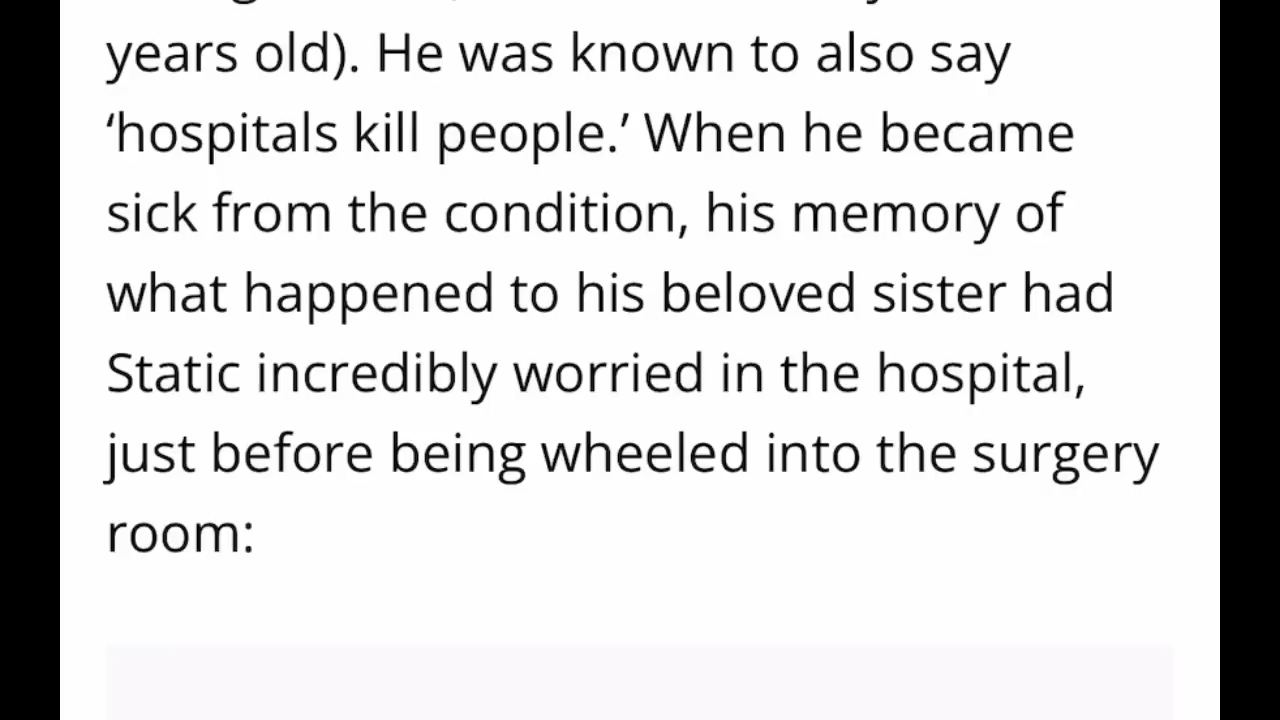 years old). He was known to also say
‘hospitals kill people.’ When he became
sick from the condition, his memory of
what happened to his beloved sister had
Static incredibly worried in the hospital,
just before being wheeled into the surgery
room: